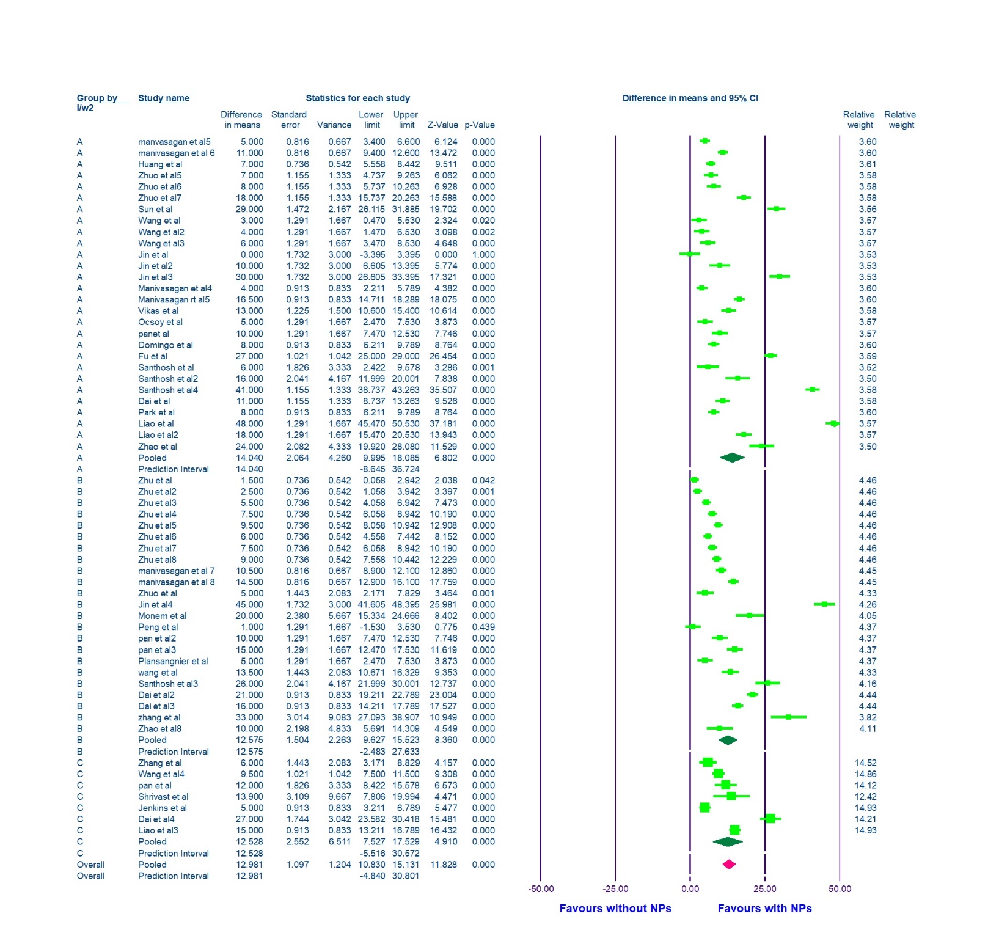 Group by Study name Statistics for each study Difference in means and 95% CI
I/w2
Difference Standard Lower Upper Relative Relative
in means error Variance limit limit Z-Value p-Value weight weight
A manvasagan et al5 5.000 0.816 0.667 3.400 6.600 6.124 0.000 3.60
A manivasagan et al 6 11.000 0.816 0.667 9.400 12.600 13.472 0.000 3.60
A Huang et al 7.000 0.736 0.542 5.558 8.442 9.511 0.000 3.61
A Zhuo et al5 7.000 1.155 1.333 4.737 9.263 6.062 0.000 3.58
A Zhuo et al6 8.000 1.155 1.333 5.737 10.263 6.928 0.000 3.58
A Zhuo et al7 18.000 1.155 1.333 15.737 20.263 15.588 0.000 3.58
A Sun et al 29.000 1.472 2.167 26.115 31.885 19.702 0.000 3.56
A Wang et al 3.000 1.291 1.667 0.470 5.530 2.324 0.020 3.57
A Wang et al2 4.000 1.291 1.667 1.470 6.530 3.098 0.002 3.57
A Wang et al3 6.000 1.291 1.667 3.470 8.530 4.648 0.000 3.57
A Jin et al 0.000 1.732 3.000 -3.395 3.395 0.000 1.000 3.53
A Jin et al2 10.000 1.732 3.000 6.605 13.395 5.774 0.000 3.53
A Jin et al3 30.000 1.732 3.000 26.605 33.395 17.321 0.000 3.53
A Manivasagan et al4 4.000 0.913 0.833 2.211 5.789 4.382 0.000 3.60
A Manivasagan rt al5 16.500 0.913 0.833 14.711 18.289 18.075 0.000 3.60
A Vikas et al 13.000 1.225 1.500 10.600 15.400 10.614 0.000 3.58
A Ocsoy et al 5.000 1.291 1.667 2.470 7.530 3.873 0.000 3.57
A panet al 10.000 1.291 1.667 7.470 12.530 7.746 0.000 3.57
A Domingo et al 8.000 0.913 0.833 6.211 9.789 8.764 0.000 3.60
A Fu et al 27.000 1.021 1.042 25.000 29.000 26.454 0.000 3.59
A Santhosh et al 6.000 1.826 3.333 2.422 9.578 3.286 0.001 3.52
A Santhosh et al2 16.000 2.041 4.167 11.999 20.001 7.838 0.000 3.50
A Santhosh et al4 41.000 1.155 1.333 38.737 43.263 35.507 0.000 3.58
A Dai et al 11.000 1.155 1.333 8.737 13.263 9.526 0.000 3.58
A Park et al 8.000 0.913 0.833 6.211 9.789 8.764 0.000 3.60
A Liao et al 48.000 1.291 1.667 45.470 50.530 37.181 0.000 3.57
A Liao et al2 18.000 1.291 1.667 15.470 20.530 13.943 0.000 3.57
A Zhao et al 24.000 2.082 4.333 19.920 28.080 11.529 0.000 3.50
A Pooled 14.040 2.064 4.260 9.995 18.085 6.802 0.000
A Prediction Interval 14.040 -8.645 36.724
B Zhu et al 1.500 0.736 0.542 0.058 2.942 2.038 0.042 4.46
B Zhu et al2 2.500 0.736 0.542 1.058 3.942 3.397 0.001 4.46
B Zhu et al3 5.500 0.736 0.542 4.058 6.942 7.473 0.000 4.46
B Zhu et al4 7.500 0.736 0.542 6.058 8.942 10.190 0.000 4.46
B Zhu et al5 9.500 0.736 0.542 8.058 10.942 12.908 0.000 4.46
B Zhu et al6 6.000 0.736 0.542 4.558 7.442 8.152 0.000 4.46
B Zhu et al7 7.500 0.736 0.542 6.058 8.942 10.190 0.000 4.46
B Zhu et al8 9.000 0.736 0.542 7.558 10.442 12.229 0.000 4.46
B manivasagan et al 7 10.500 0.816 0.667 8.900 12.100 12.860 0.000 4.45
B manivasagan et al 8 14.500 0.816 0.667 12.900 16.100 17.759 0.000 4.45
B Zhuo et al 5.000 1.443 2.083 2.171 7.829 3.464 0.001 4.33
B Jin et al4 45.000 1.732 3.000 41.605 48.395 25.981 0.000 4.26
B Monem et al 20.000 2.380 5.667 15.334 24.666 8.402 0.000 4.05
B Peng et al 1.000 1.291 1.667 -1.530 3.530 0.775 0.439 4.37
B pan et al2 10.000 1.291 1.667 7.470 12.530 7.746 0.000 4.37
B pan et al3 15.000 1.291 1.667 12.470 17.530 11.619 0.000 4.37
B Plansangnier et al 5.000 1.291 1.667 2.470 7.530 3.873 0.000 4.37
B wang et al 13.500 1.443 2.083 10.671 16.329 9.353 0.000 4.33
B Santhosh et al3 26.000 2.041 4.167 21.999 30.001 12.737 0.000 4.16
B Dai et al2 21.000 0.913 0.833 19.211 22.789 23.004 0.000 4.44
B Dai et al3 16.000 0.913 0.833 14.211 17.789 17.527 0.000 4.44
B zhang et al 33.000 3.014 9.083 27.093 38.907 10.949 0.000 3.82
B Zhao et al8 10.000 2.198 4.833 5.691 14.309 4.549 0.000 4.11
B Pooled 12.575 1.504 2.263 9.627 15.523 8.360 0.000
B Prediction Interval 12.575 -2.483 27.633
C Zhang et al 6.000 1.443 2.083 3.171 8.829 4.157 0.000 14.52
C Wang et al4 9.500 1.021 1.042 7.500 11.500 9.308 0.000 14.86
C pan et al 12.000 1.826 3.333 8.422 15.578 6.573 0.000 14.12
C Shrivast et al 13.900 3.109 9.667 7.806 19.994 4.471 0.000 12.42
C Jenkins et al 5.000 0.913 0.833 3.211 6.789 5.477 0.000 14.93
C Dai et al4 27.000 1.744 3.042 23.582 30.418 15.481 0.000 14.21
C Liao et al3 15.000 0.913 0.833 13.211 16.789 16.432 0.000 14.93
C Pooled 12.528 2.552 6.511 7.527 17.529 4.910 0.000
C Prediction Interval 12.528 -5.516 30.572
Overall Pooled 12.981 1.097 1.204 10.830 15.131 11.828 0.000
Overall Prediction Interval 12.981 -4.840 30.801
-50.00 -25.00 0.00 25.00 50.00
Favours without NPs Favours with NPs